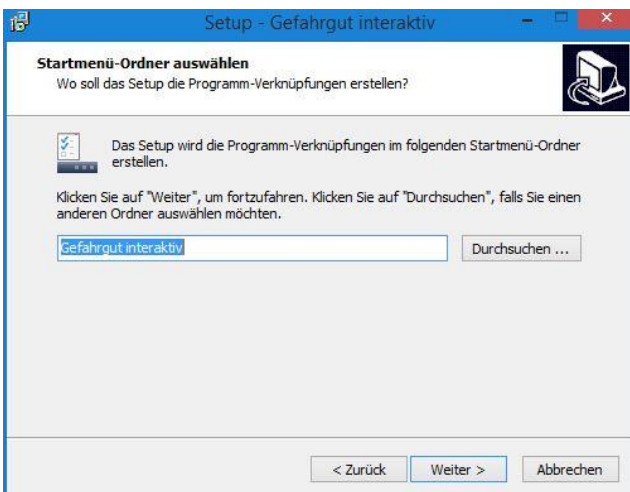 Setup - Gefahrgut interaktiv
Startmenü-Ordner auswählen
Wo soll das Setup die Programm-Verknüpfungen erstellen?
Das Setup wird die Programm-Verknüpfungen im folgenden Startmenü-Ordner
erstellen.
Klicken Sie auf "Weiter", um fortzufahren. Klicken Sie auf "Durchsuchen", falls Sie einen
anderen Ordner auswählen möchten.
Gefahrgut interaktiv
Durchsuchen ...
< Zurück
Weiter >
Abbrechen